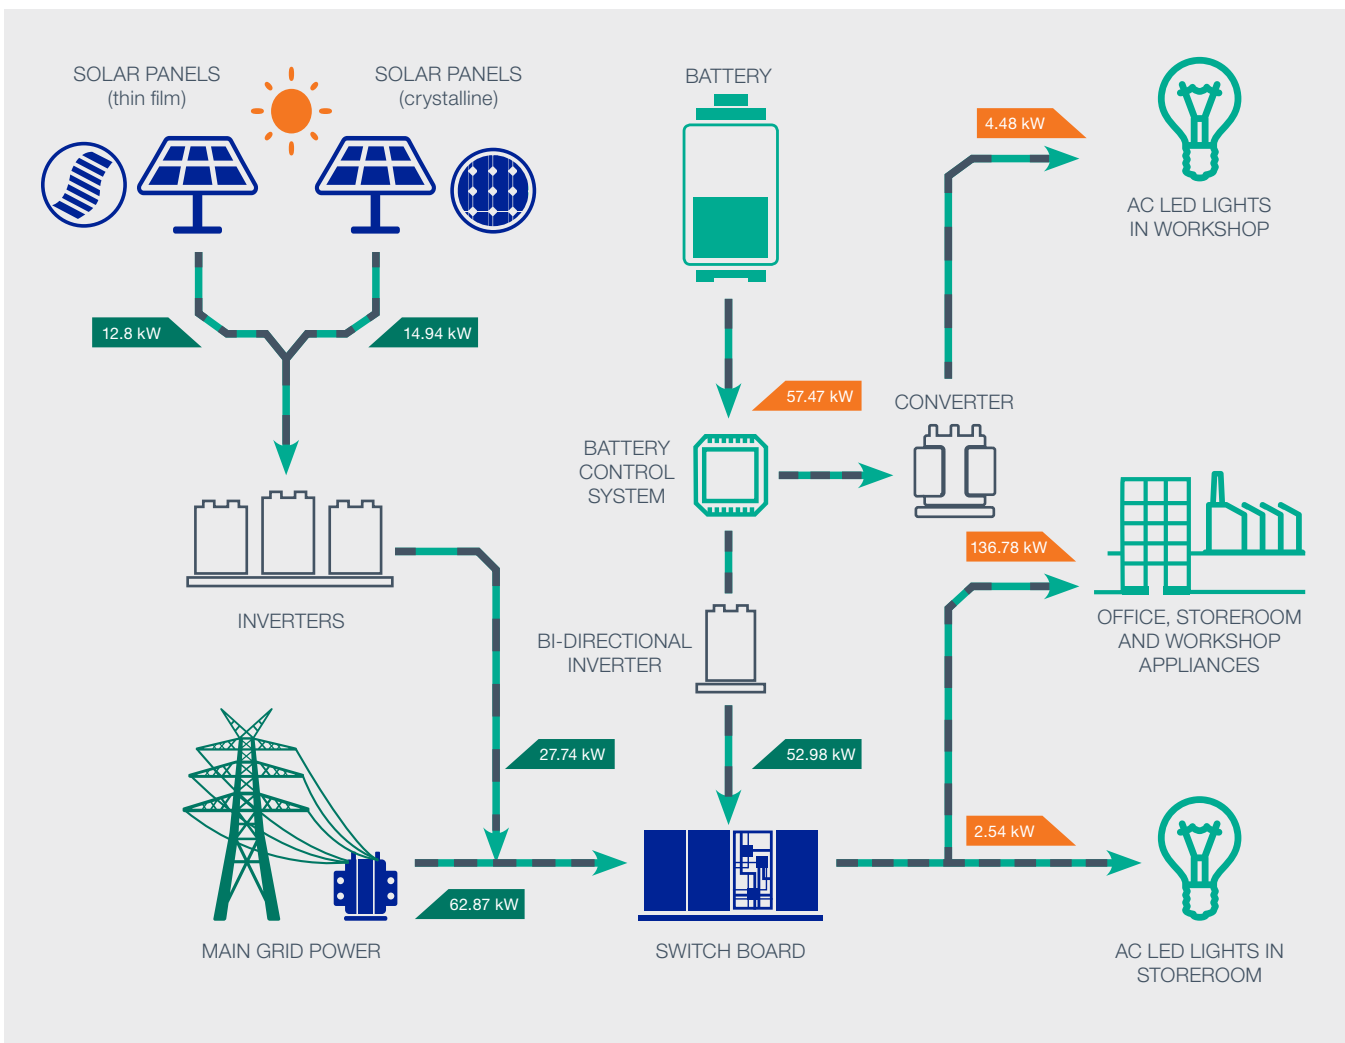 SOLAR PANELS
(thin film)
SOLAR PANELS
(crystalline)
BATTERY
4.48 kW
AC LED LIGHTS
IN WORKSHOP
12.8 kW
14.94 kW
57.47 kW
CONVERTER
BATTERY
CONTROL
SYSTEM
136.78 kW
INVERTERS
BI-DIRECTIONAL
INVERTER
OFFICE, STOREROOM
AND WORKSHOP
APPLIANCES
27.74 kW
52.98 kW
2.54 kW
62.87 kW
MAIN GRID POWER
SWITCH BOARD
AC LED LIGHTS IN
STOREROOM